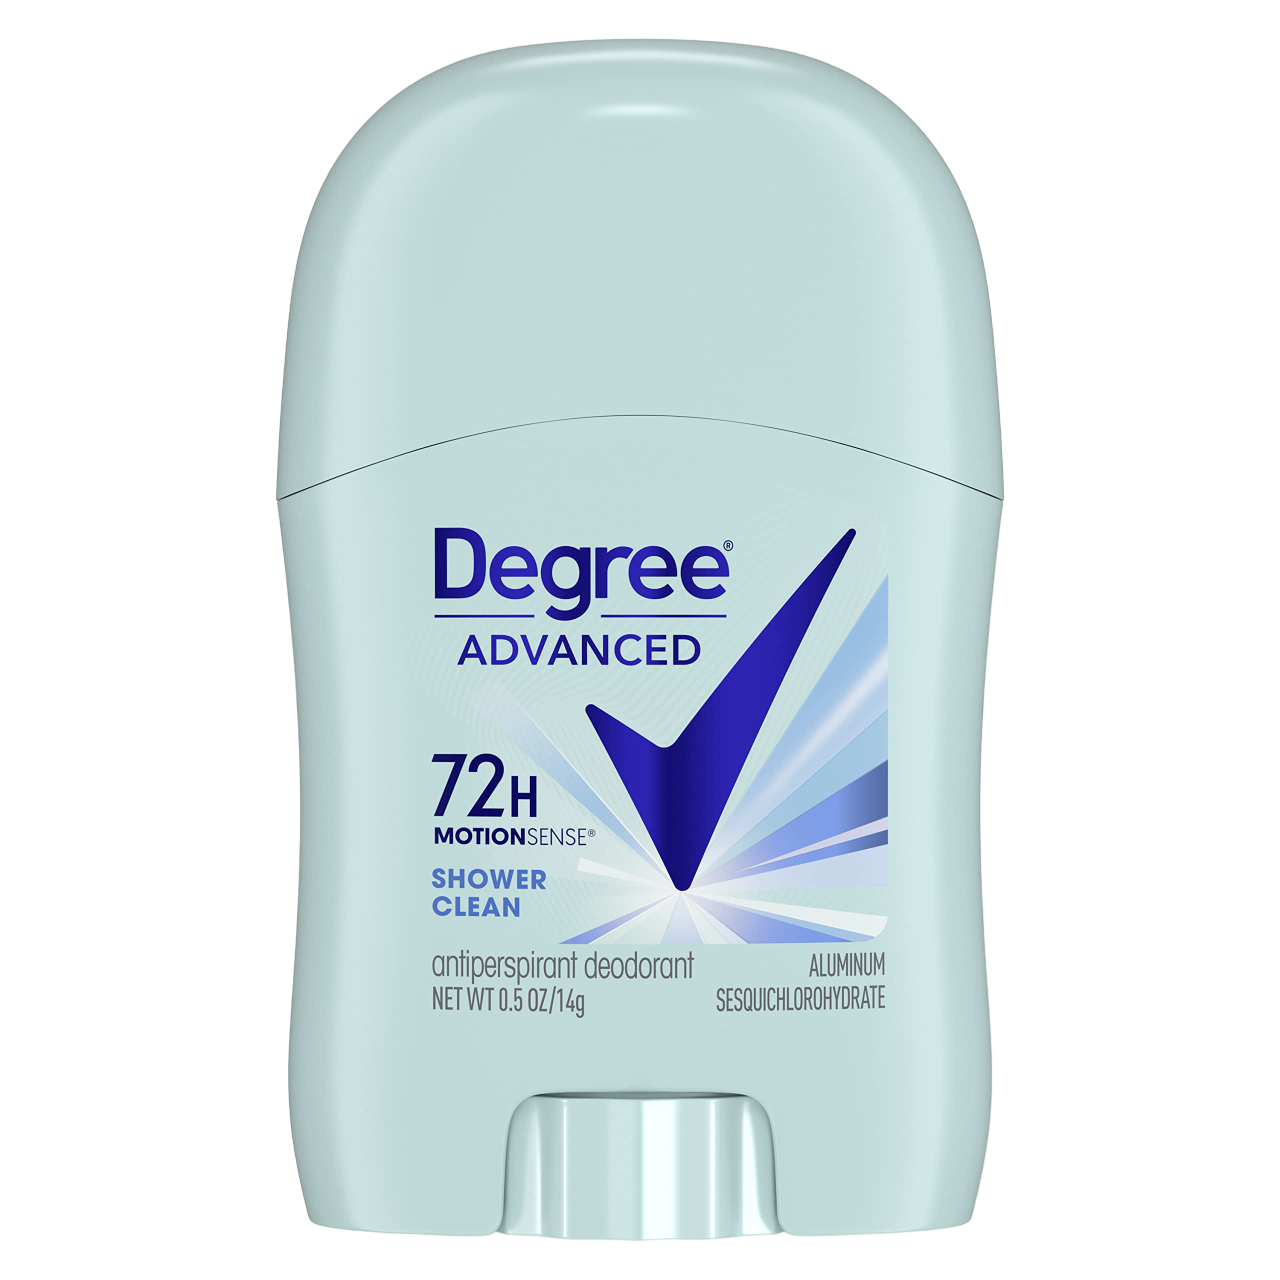 Degree®
ADVANCED
72H
MOTIONSENSE®
SHOWER
CLEAN
antiperspirant deodorant
NET WT 0.5 OZ/14g
ALUMINUM
SESQUICHLOROHYDRATE